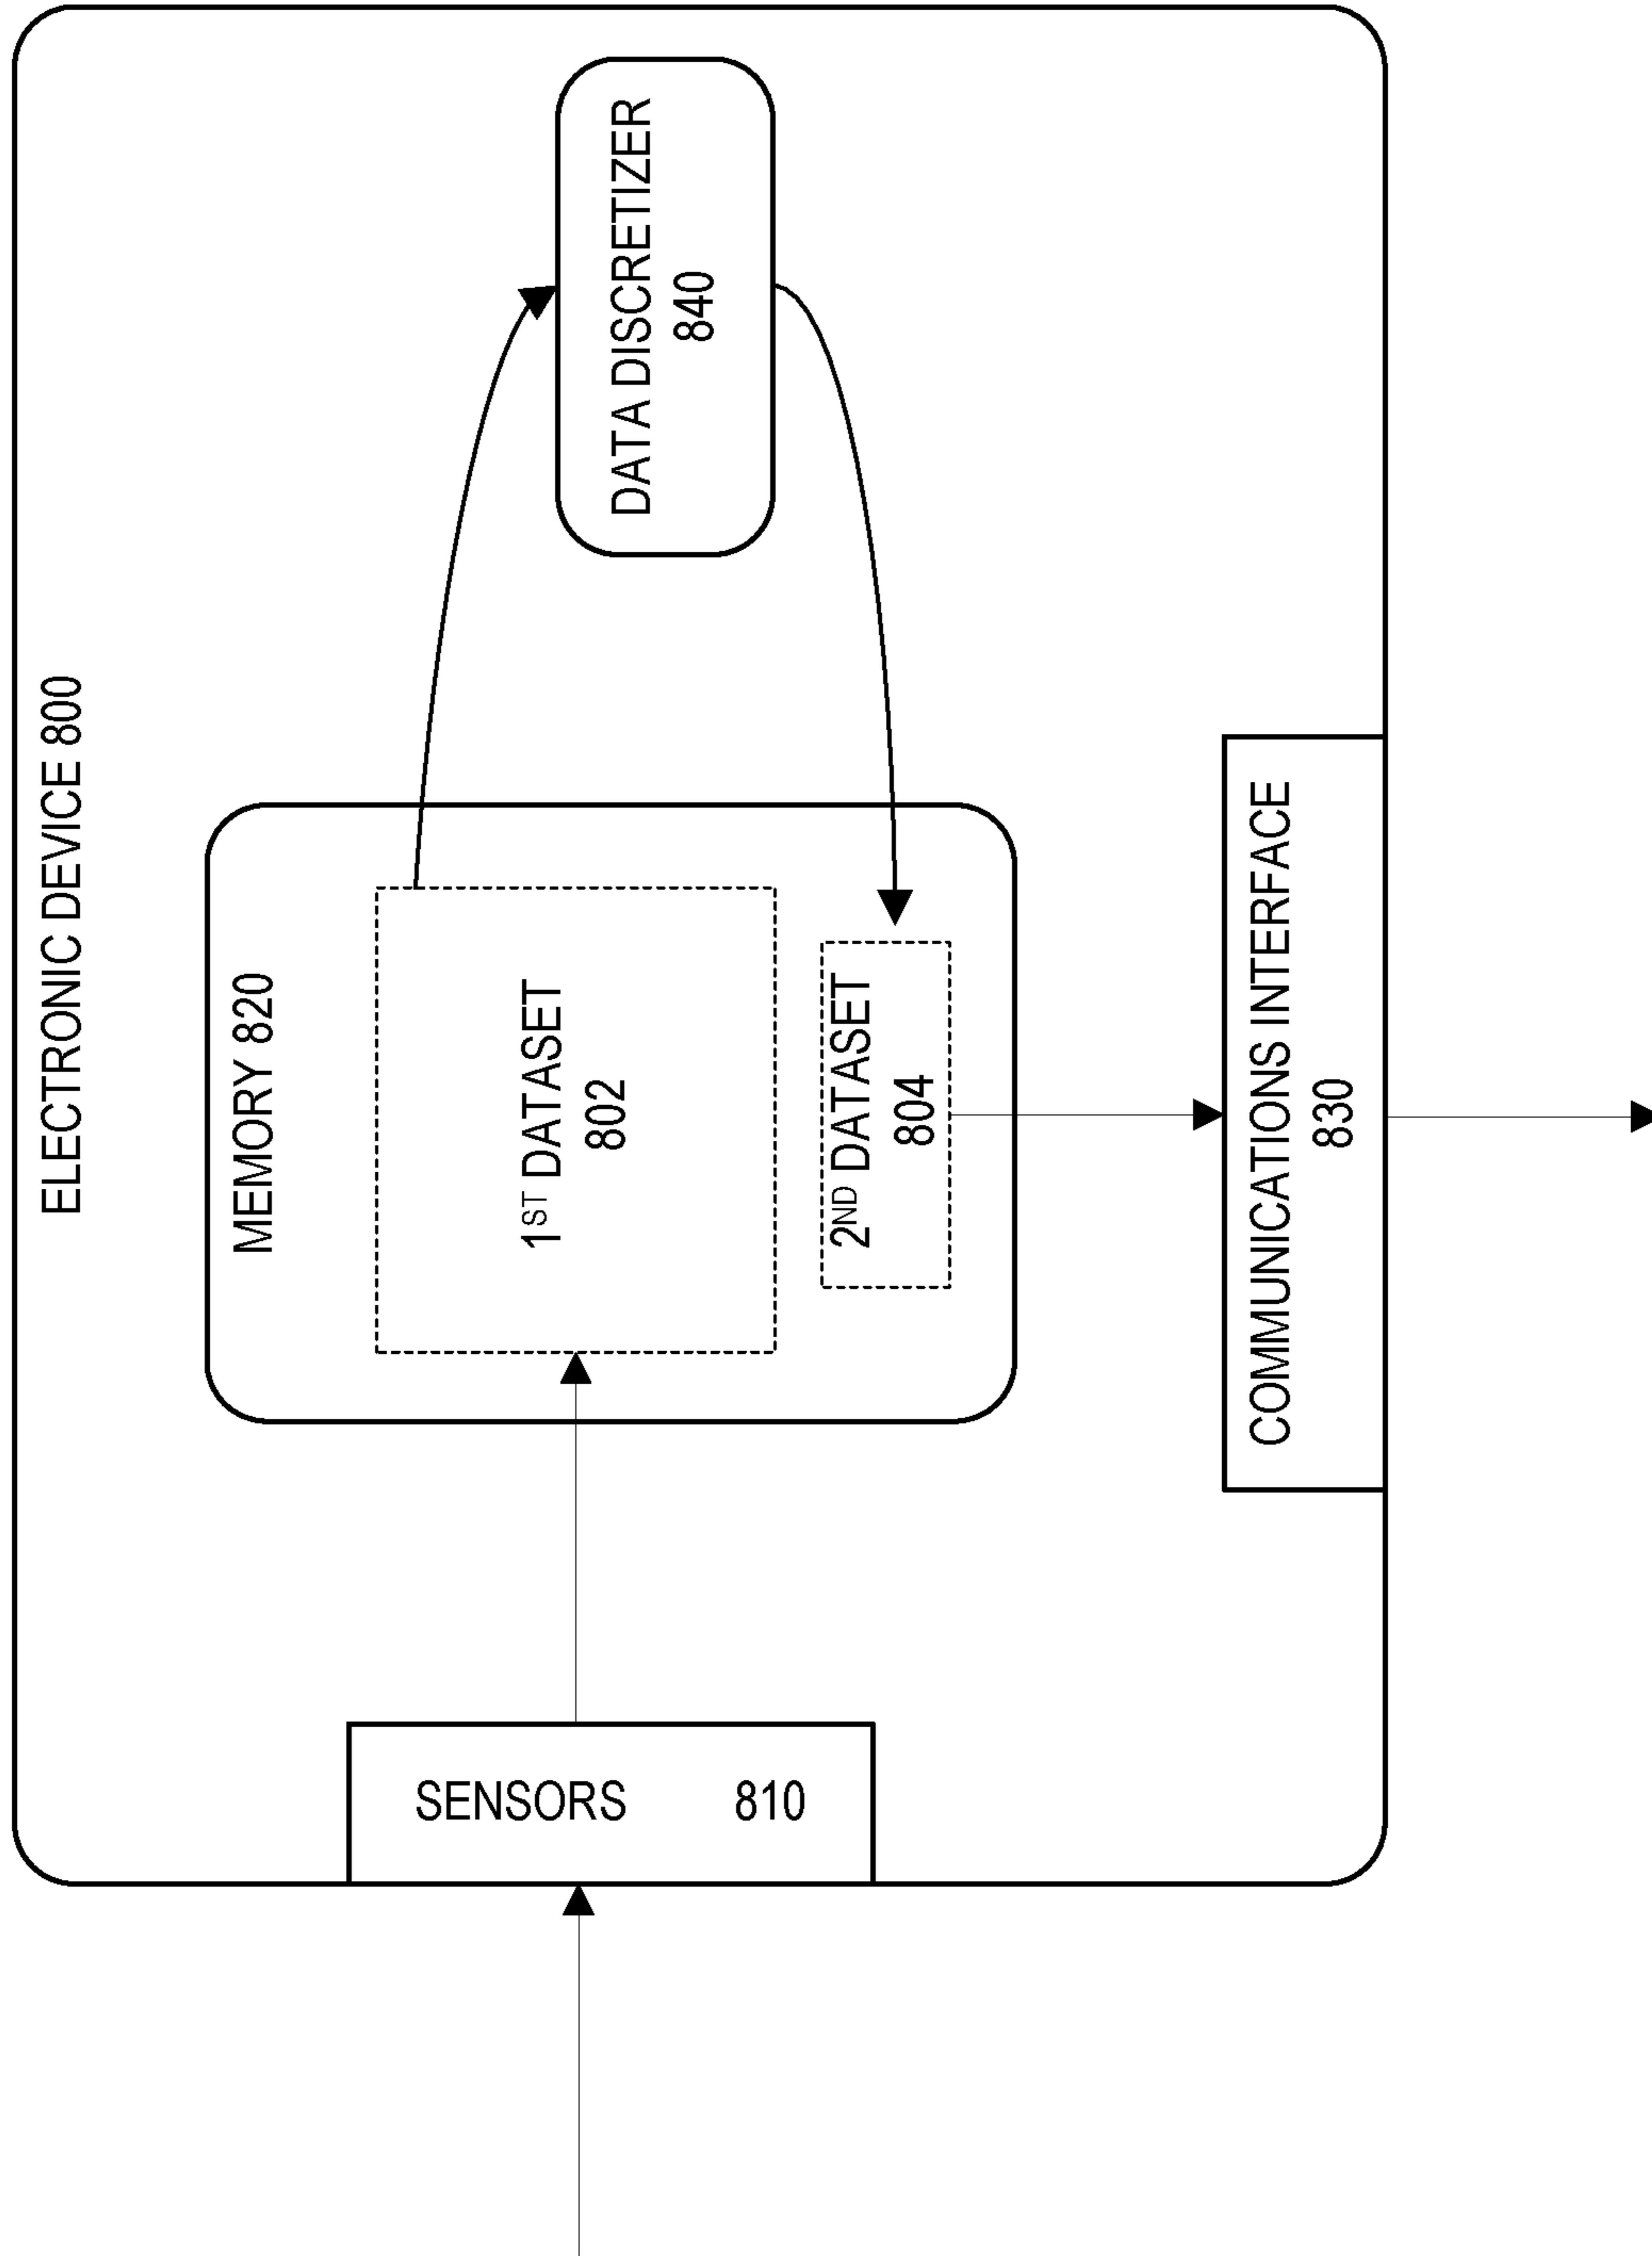 ELECTRONIC DEVICE 800
MEMORY 820
1ST DATASET
802
2ND DATASET
804
DATA DISCRETIZER
840
SENSORS 810
COMMUNICATIONS INTERFACE
830